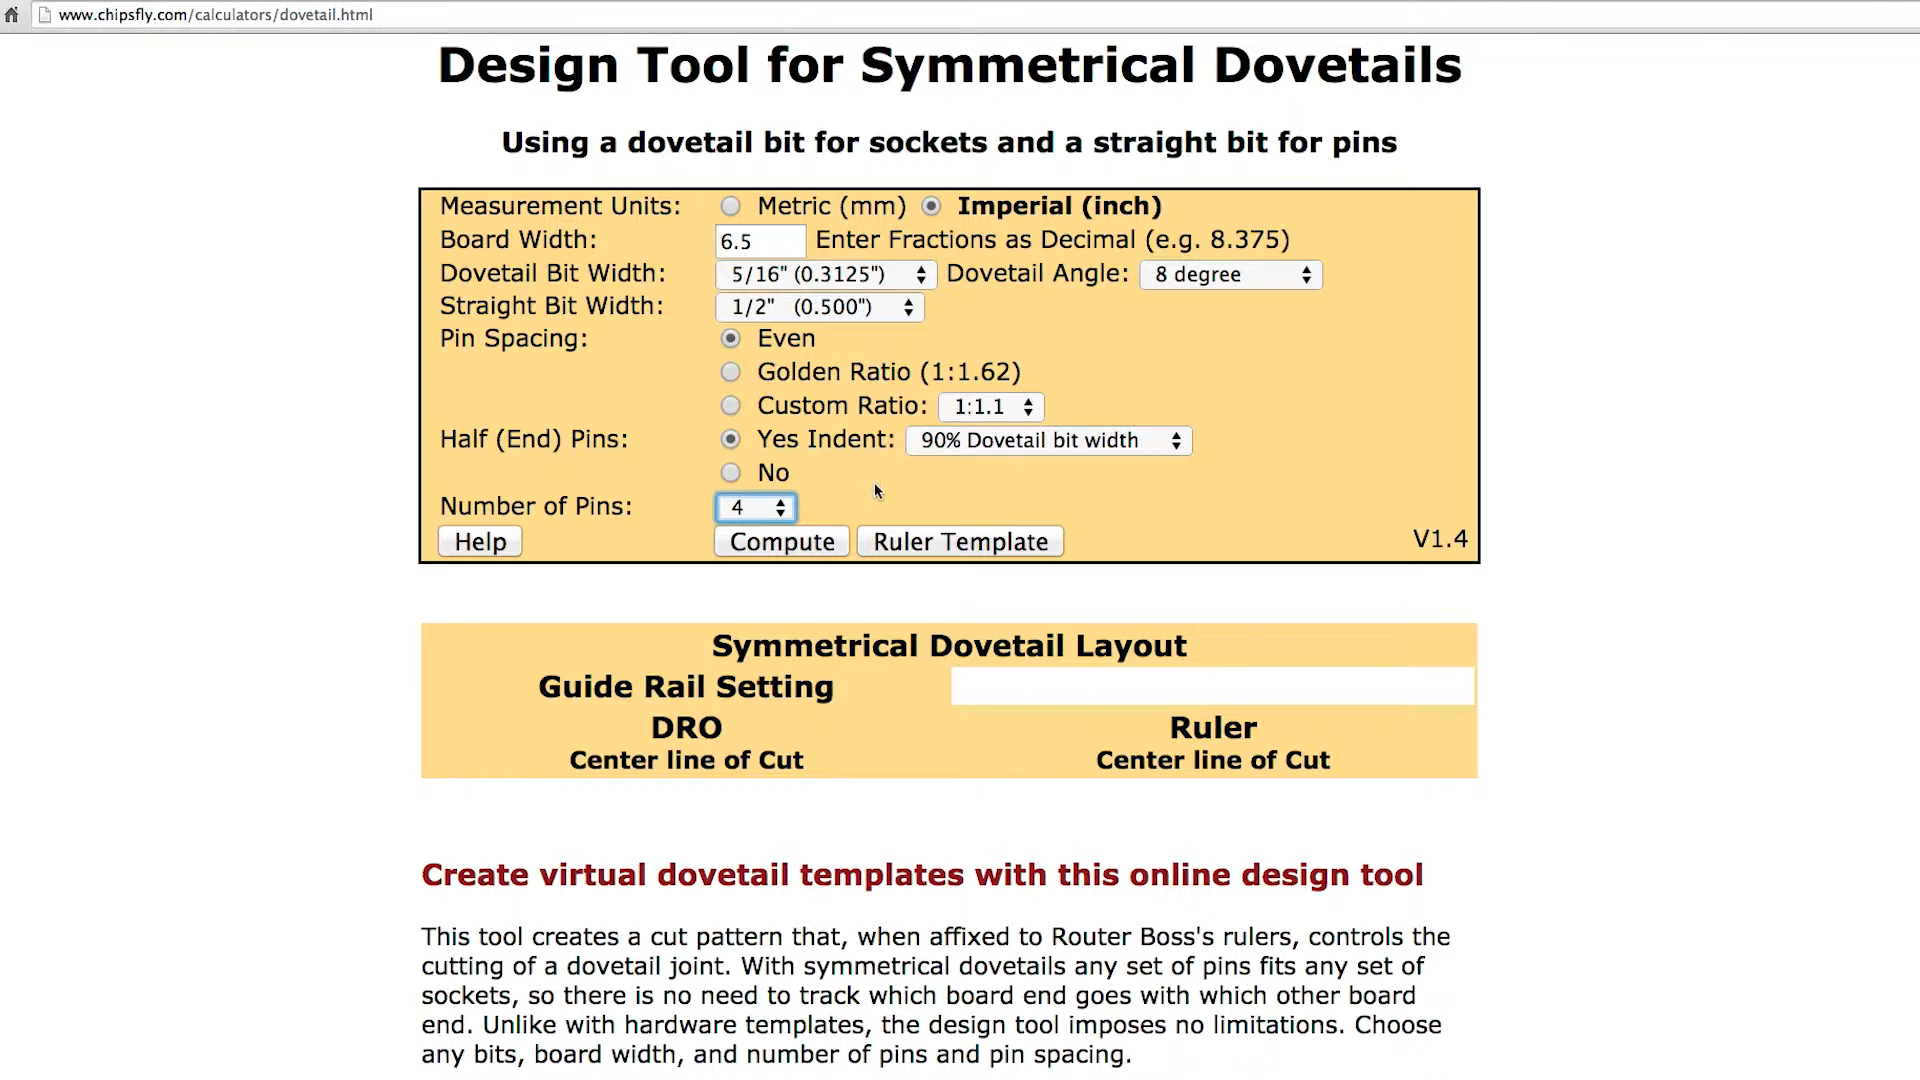 www.chipsfly.com/calculators/dovetail.html
Design Tool for Symmetrical Dovetails
Using a dovetail bit for sockets and a straight bit for pins
Measurement Units: Metric (mm) Imperial (inch)
Board Width: 6.5 Enter Fractions as Decimal (e.g. 8.375)
Dovetail Bit Width: 5/16" (0.3125") Dovetail Angle: 8 degree
Straight Bit Width: 1/2" (0.500")
Pin Spacing: Even
Golden Ratio (1:1.62)
Custom Ratio: 1:1.1
Half (End) Pins: Yes Indent: 90% Dovetail bit width
No
Number of Pins: 4
Help Compute Ruler Template V1.4
Symmetrical Dovetail Layout
Guide Rail Setting
DRO Ruler
Center line of Cut Center line of Cut
Create virtual dovetail templates with this online design tool
This tool creates a cut pattern that, when affixed to Router Boss's rulers, controls the
cutting of a dovetail joint. With symmetrical dovetails any set of pins fits any set of
sockets, so there is no need to track which board end goes with which other board
end. Unlike with hardware templates, the design tool imposes no limitations. Choose
any bits, board width, and number of pins and pin spacing.